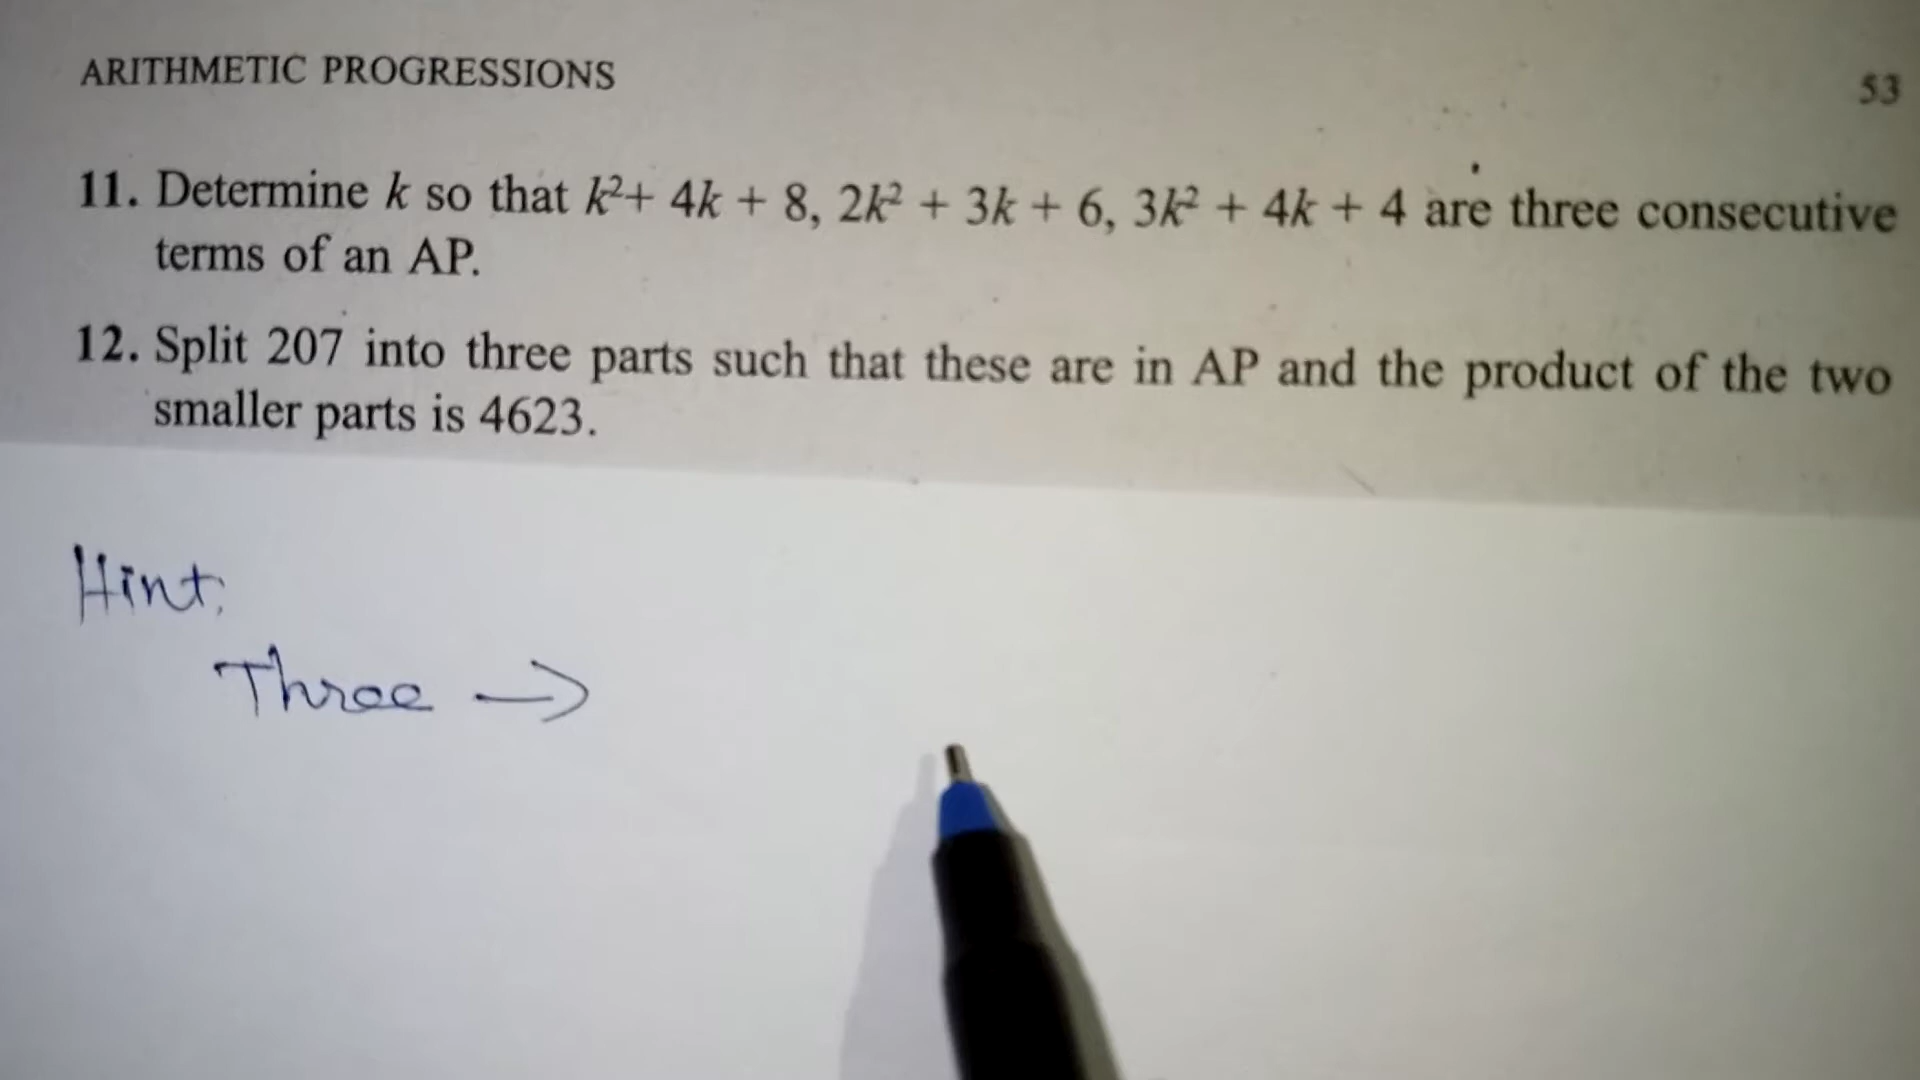 ARITHMETIC PROGRESSIONS
53
11. Determine k so that k²+ 4k + 8, 2k² + 3k + 6, 3k² + 4k + 4 are three consecutive
terms of an AP.
12. Split 207 into three parts such that these are in AP and the product of the two
smaller parts is 4623.
Hint:
Three →